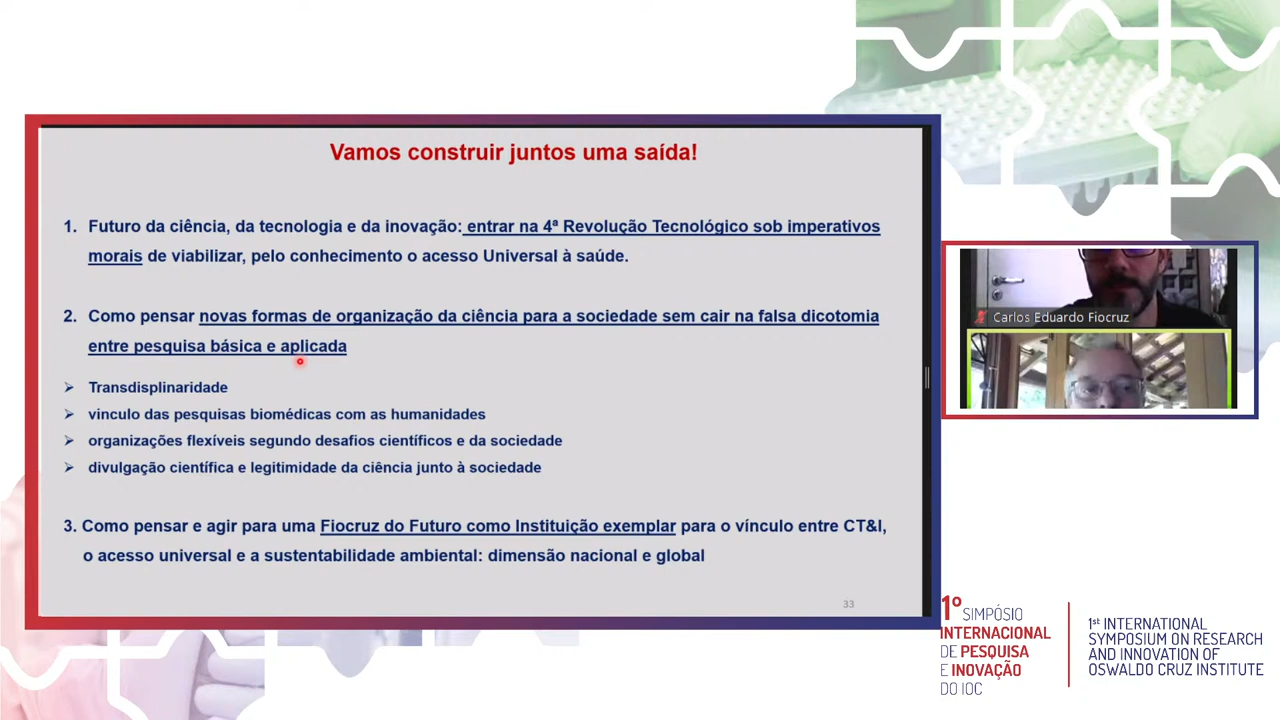 Vamos construir juntos uma saída!
1. Futuro da ciência, da tecnologia e da inovação: entrar na 4ª Revolução Tecnológico sob imperativos
morais de viabilizar, pelo conhecimento o acesso Universal à saúde.
2. Como pensar novas formas de organização da ciência para a sociedade sem cair na falsa dicotomia
entre pesquisa básica e aplicada
Transdisplinaridade
vinculo das pesquisas biomédicas com as humanidades
organizações flexíveis segundo desafios científicos e da sociedade
divulgação científica e legitimidade da ciência junto à sociedade
3. Como pensar e agir para uma Fiocruz do Futuro como Instituição exemplar para o vínculo entre CT&I,
o acesso universal e a sustentabilidade ambiental: dimensão nacional e global
33
Carlos Eduardo Fiocruz
1º SIMPÓSIO
INTERNACIONAL
DE PESQUISA
E INOVAÇÃO
DO IOC
1st INTERNATIONAL
SYMPOSIUM ON RESEARCH
AND INNOVATION OF
OSWALDO CRUZ INSTITUTE